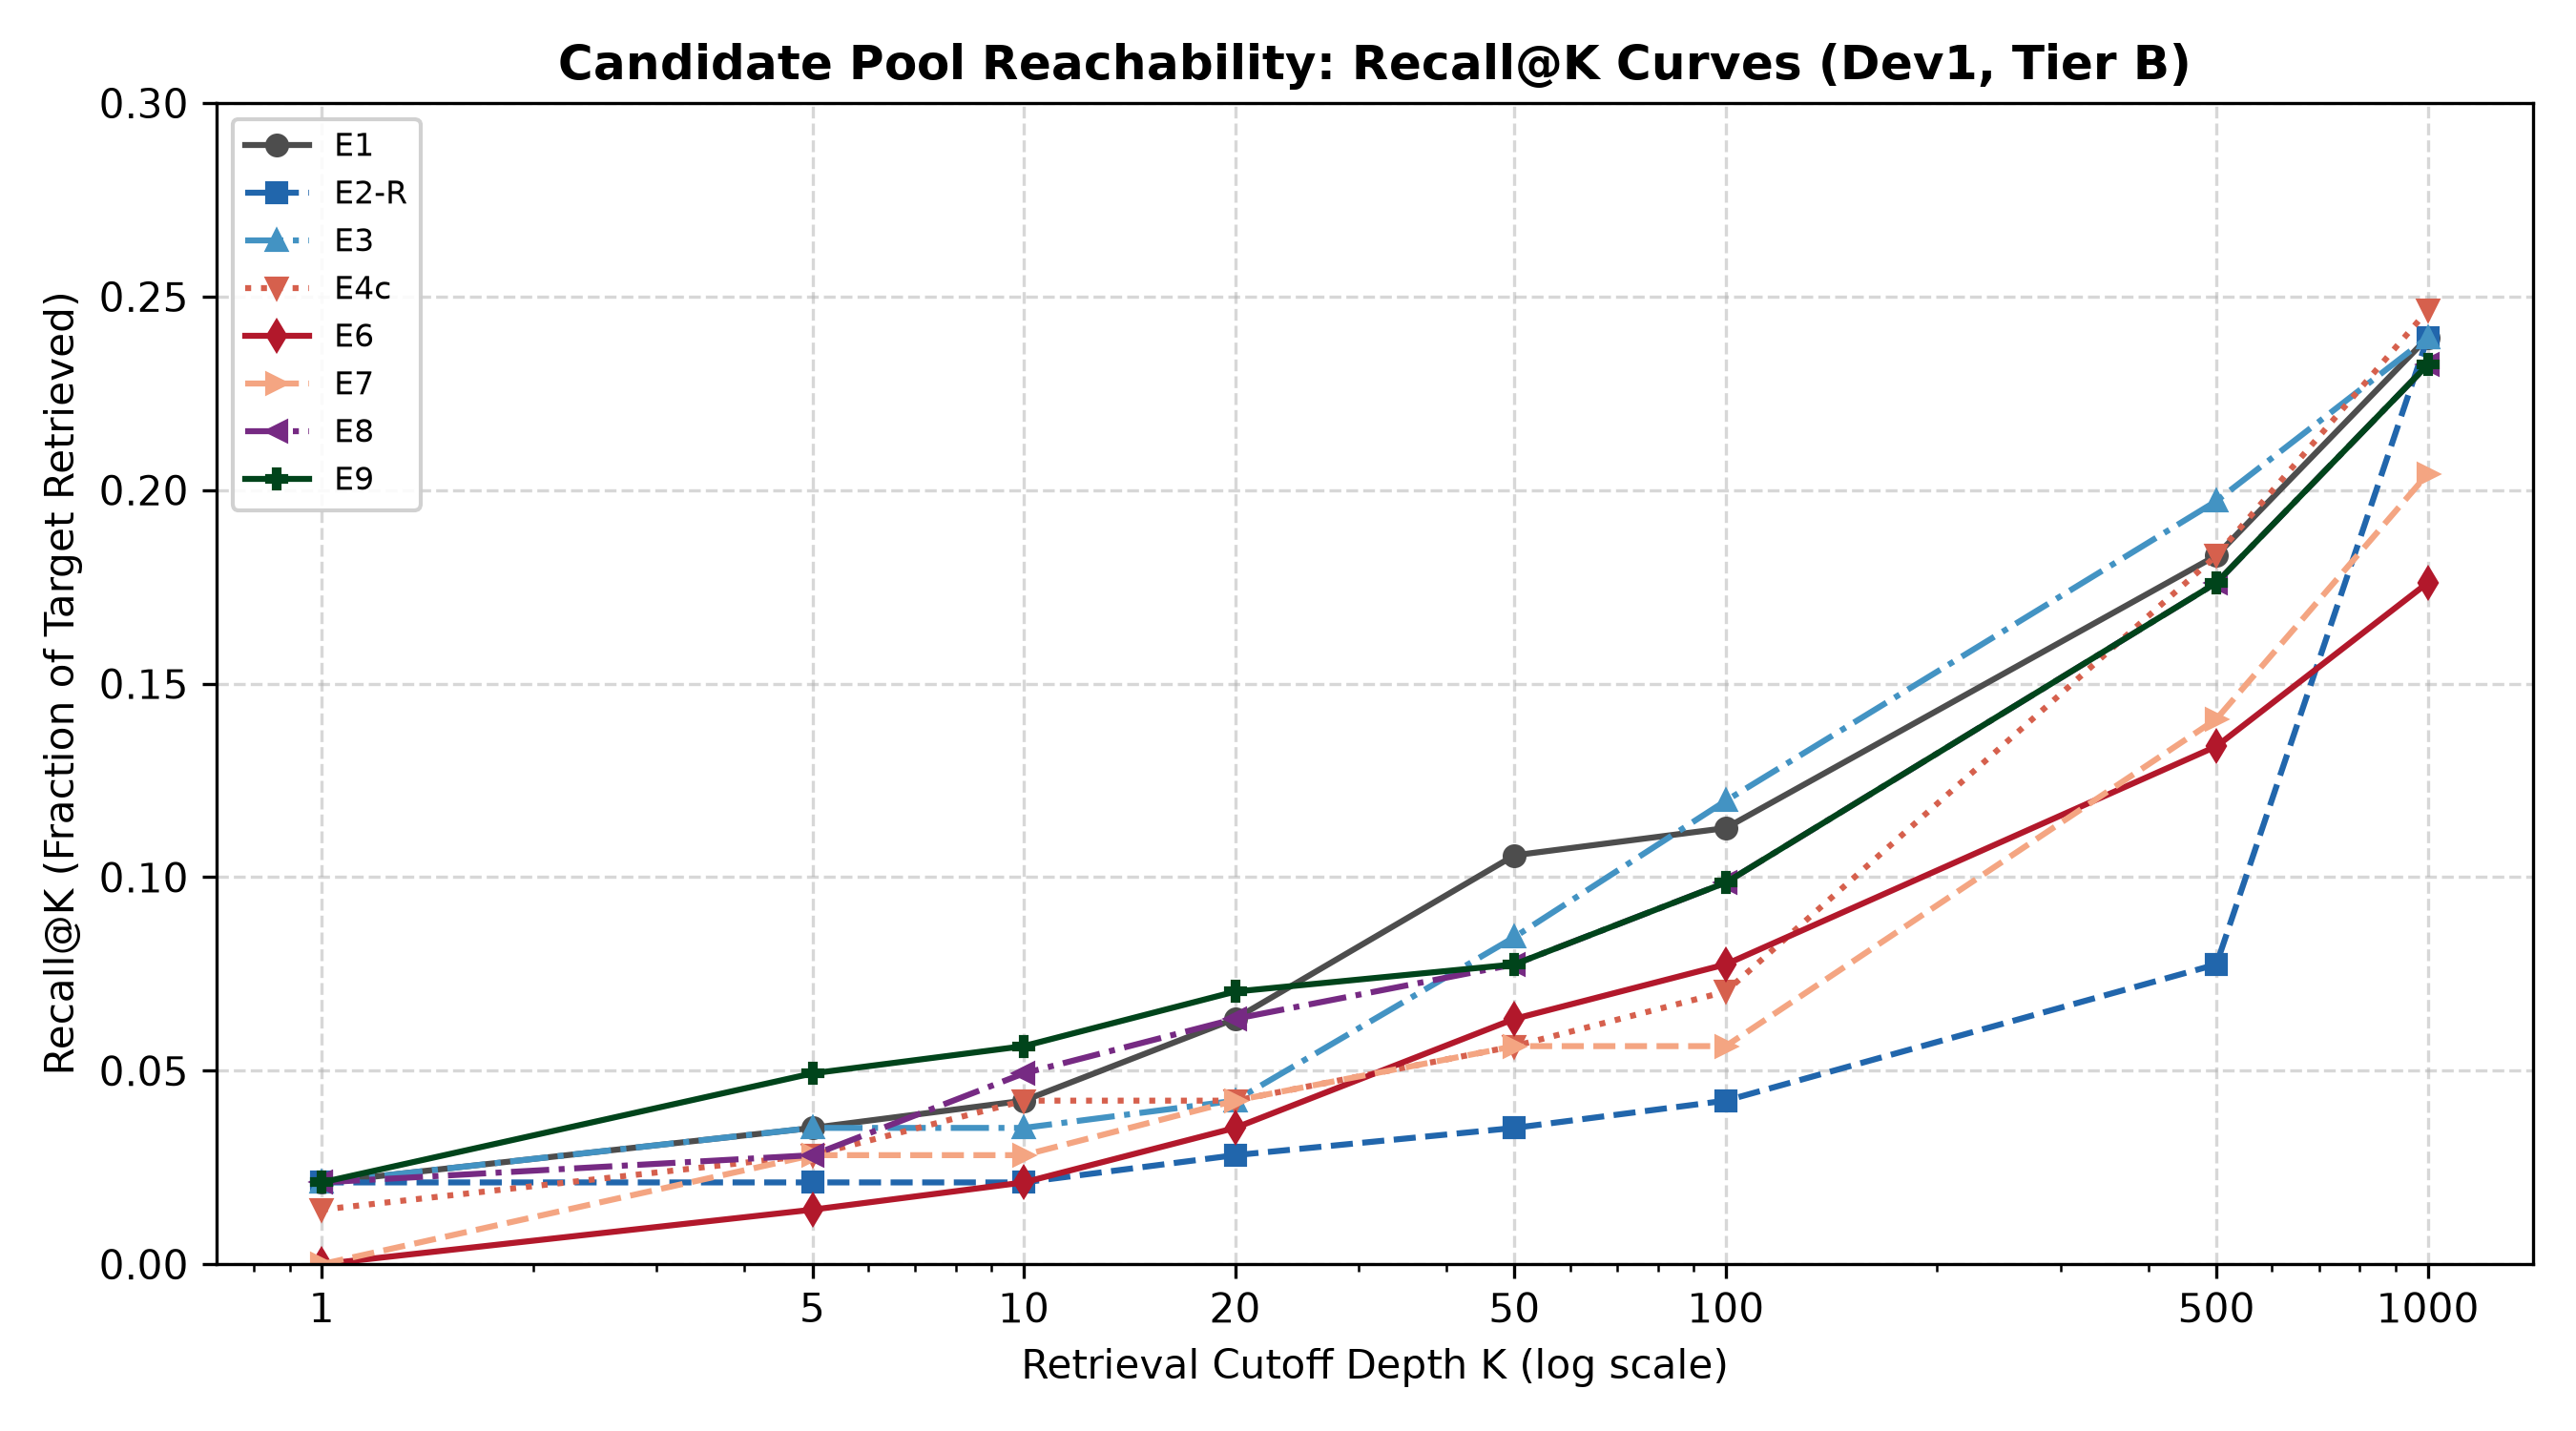 Candidate Pool Reachability: Recall@K Curves (Dev1, Tier B)
Recall@K (Fraction of Target Retrieved)
0.30
0.25
0.20
0.15
0.10
0.05
0.00
E1
E2-R
E3
E4c
E6
E7
E8
E9
1 5 10 20 50 100 500 1000
Retrieval Cutoff Depth K (log scale)